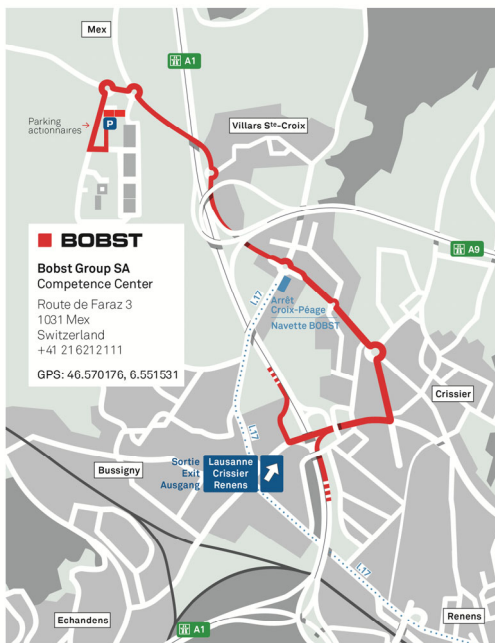 Mex
A1
Parking
actionnaires
P
Villars Ste-Croix
BOBST
Bobst Group SA
Competence Center
Route de Faraz 3
1031 Mex
Switzerland
+41 21 6212111
GPS: 46.570176, 6.551531
A9
L17
Arrêt
Croix-Péage
Navette BOBST
Crissier
L17
Bussigny
Sortie
Exit
Ausgang
Lausanne
Crissier
Renens
L17
Echandens
A1
Renens